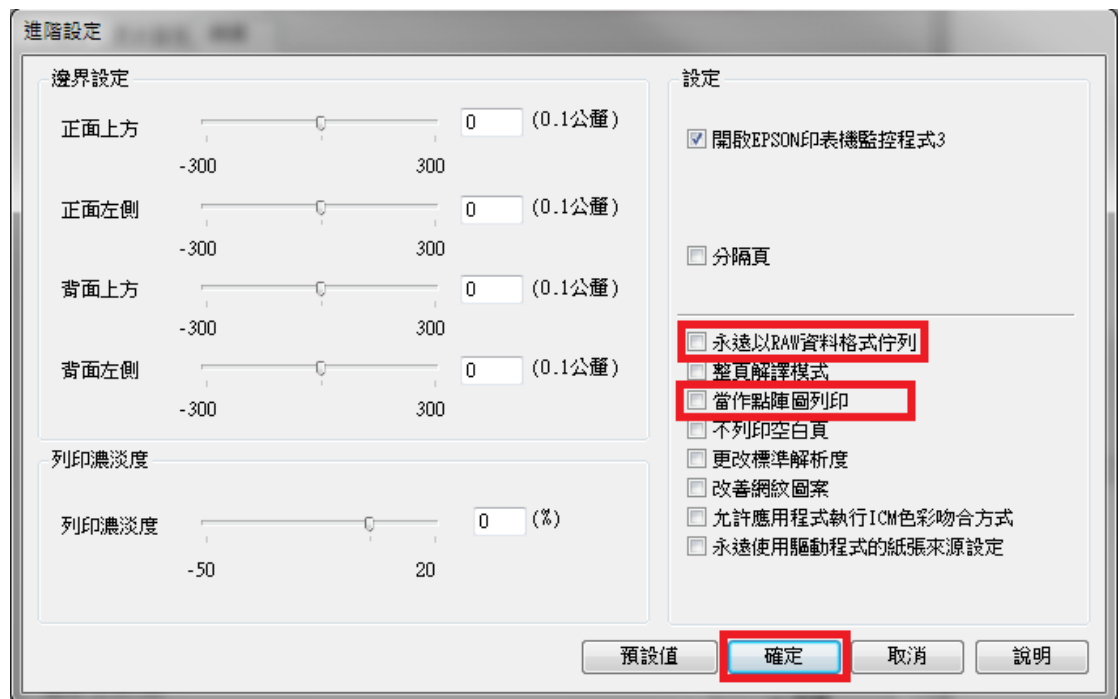 進階設定
邊界設定
正面上方
0
(0.1公釐)
-300
300
正面左側
0
(0.1公釐)
-300
300
背面上方
0
(0.1公釐)
-300
300
背面左側
0
(0.1公釐)
-300
300
列印濃淡度
列印濃淡度
0
(%)
-50
20
設定
開啟EPSON印表機監控程式3
分隔頁
永遠以RAW資料格式佇列
整頁解譯模式
當作點陣圖列印
不列印空白頁
更改標準解析度
改善網紋圖案
允許應用程式執行ICM色彩吻合方式
永遠使用驅動程式的紙張來源設定
預設值
確定
取消
說明